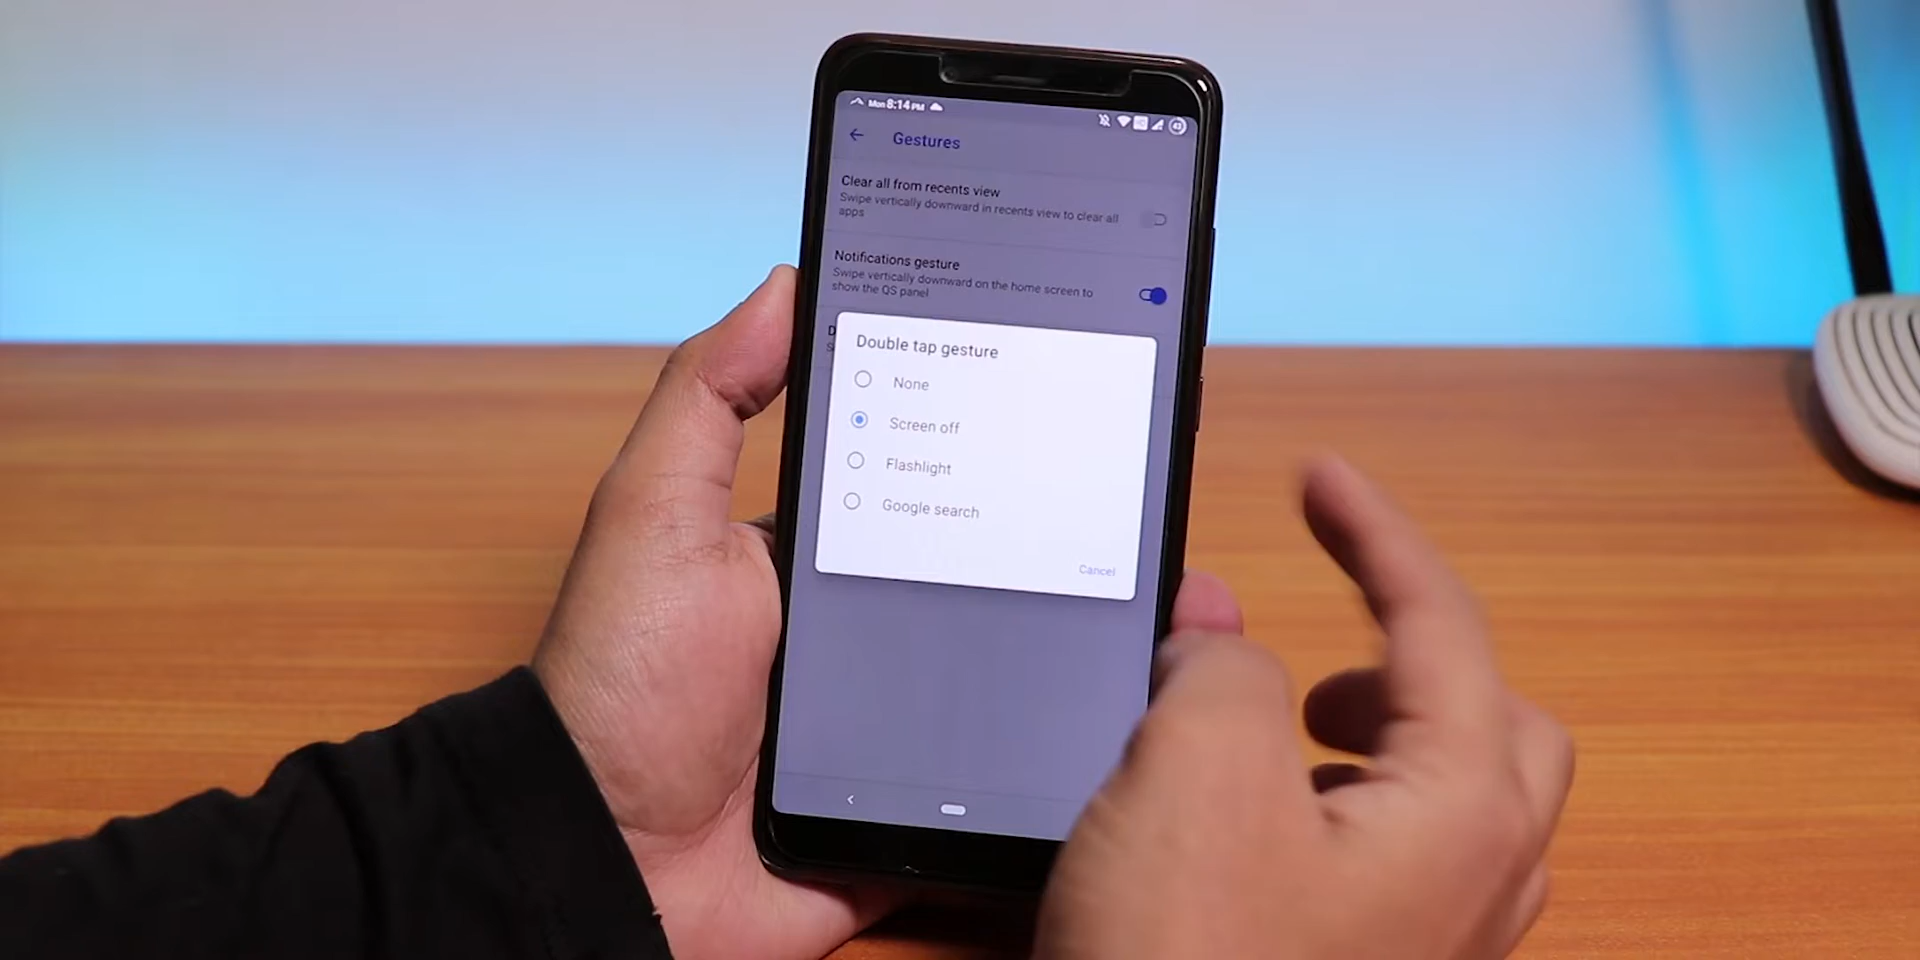 Mon 8:14 PM
Gestures
Clear all from recents view
Swipe vertically downward in recents view to clear all
apps
Notifications gesture
Swipe vertically downward on the home screen to
show the QS panel
D
S
Double tap gesture
None
Screen off
Flashlight
Google search
Cancel